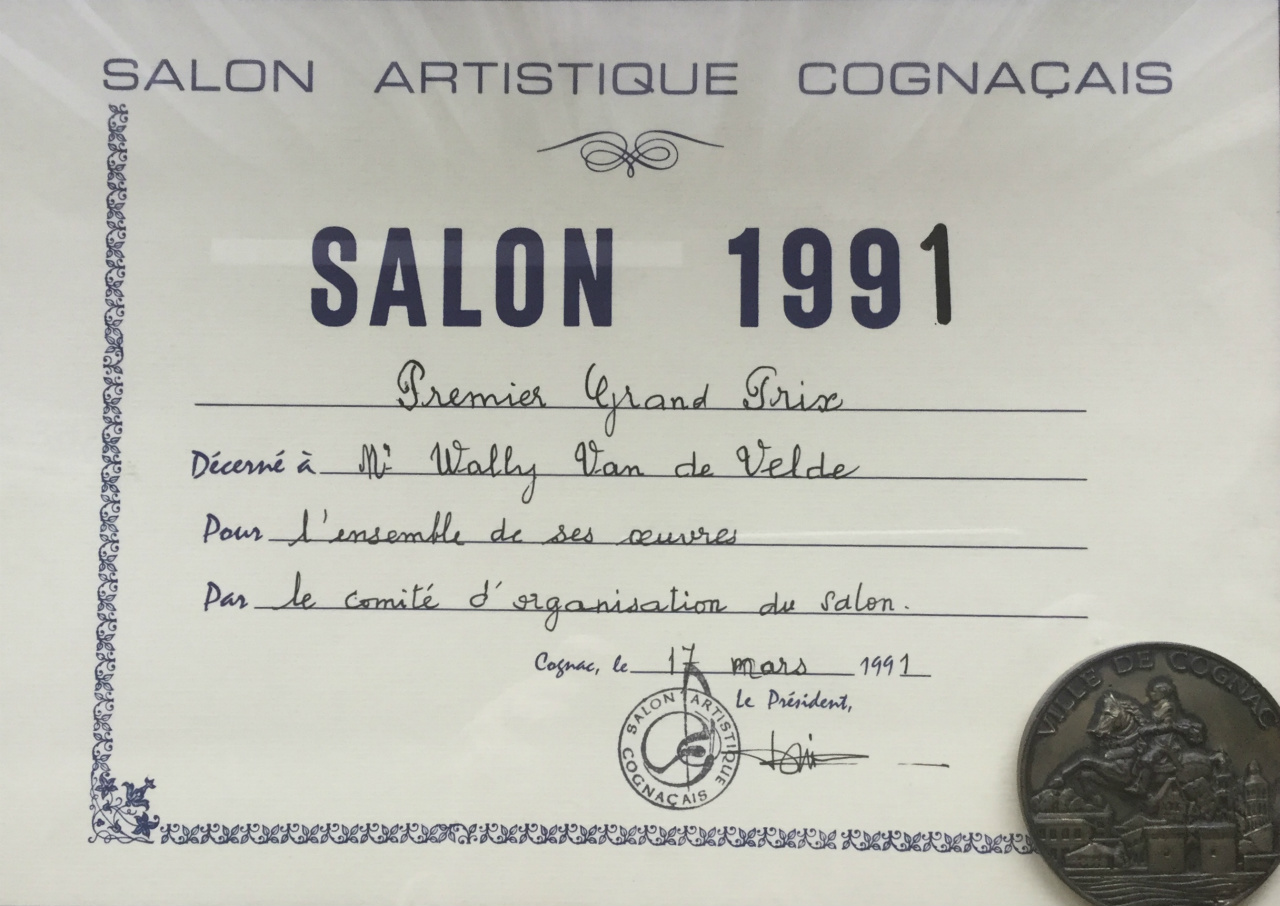 SALON ARTISTIQUE COGNAÇAIS
SALON 1991
Premier Grand Prix
Décerné à Mr Wally Van de Velde
Pour l'ensemble de ses œuvres
Par le comité d'organisation du salon.
Cognac, le 17 mars 1991
Le Président,
SALON ARTISTIQUE
COGNAÇAIS
VILLE DE COGNAC